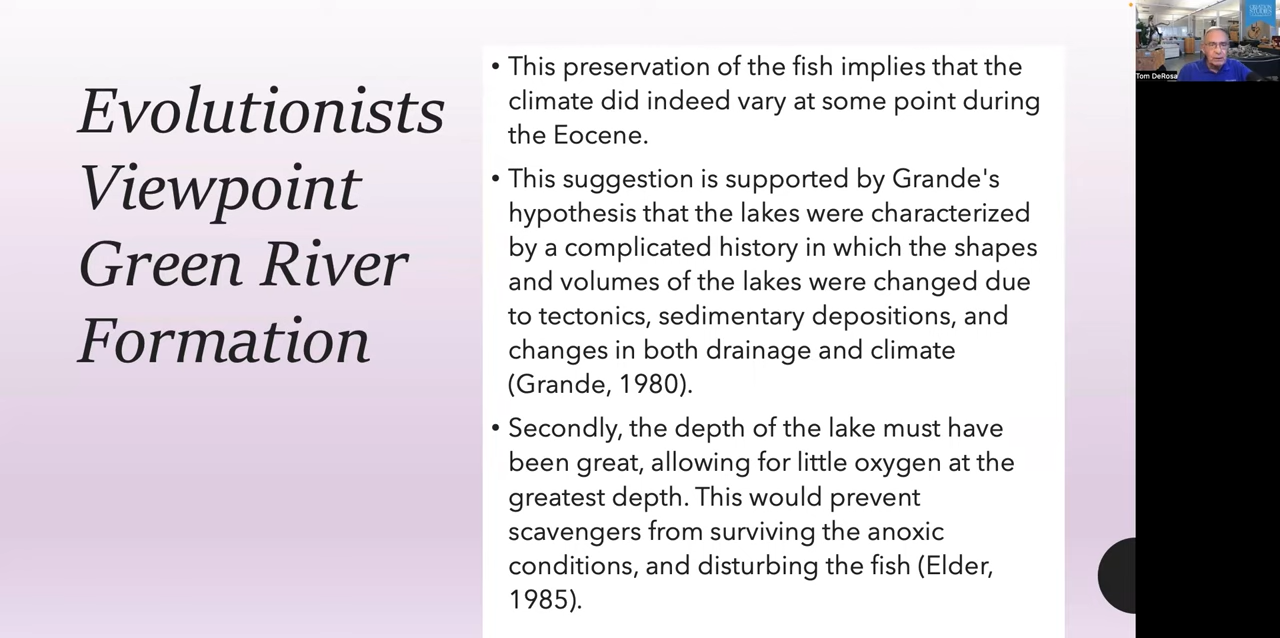 Evolutionists
Viewpoint
Green River
Formation
• This preservation of the fish implies that the
climate did indeed vary at some point during
the Eocene.
• This suggestion is supported by Grande's
hypothesis that the lakes were characterized
by a complicated history in which the shapes
and volumes of the lakes were changed due
to tectonics, sedimentary depositions, and
changes in both drainage and climate
(Grande, 1980).
• Secondly, the depth of the lake must have
been great, allowing for little oxygen at the
greatest depth. This would prevent
scavengers from surviving the anoxic
conditions, and disturbing the fish (Elder,
1985).
Tom DeRosa